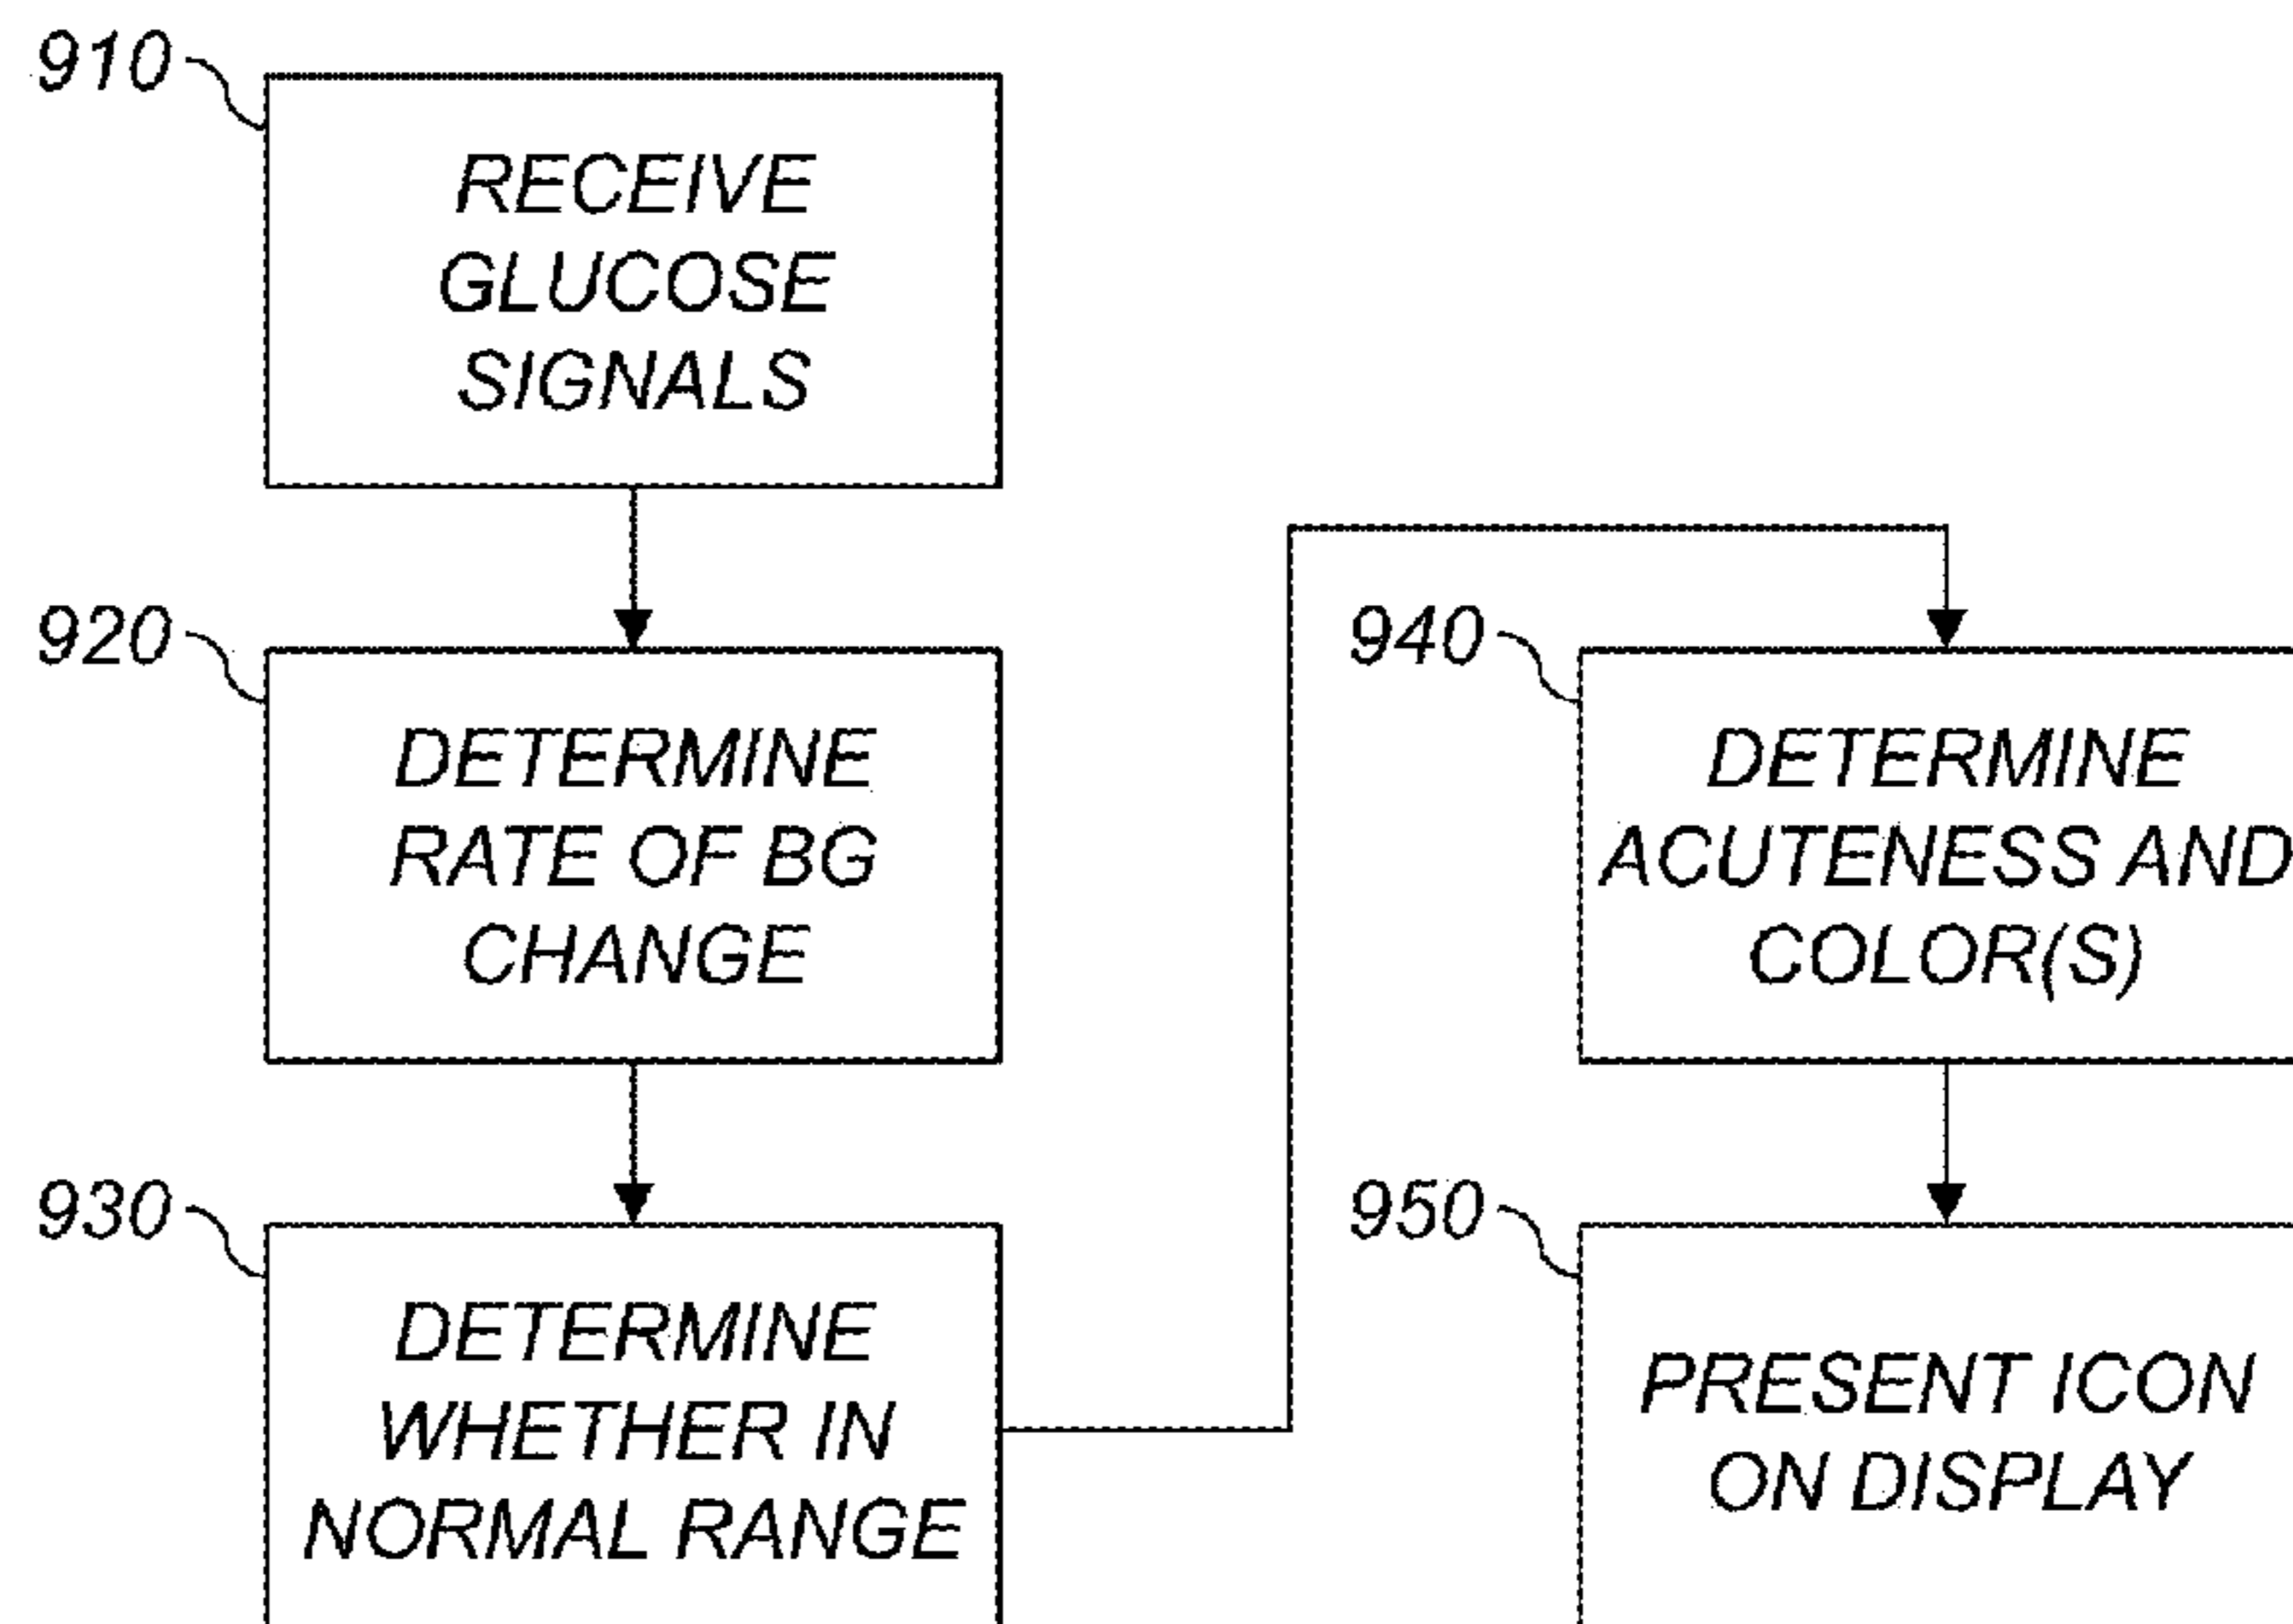 910
RECEIVE
GLUCOSE
SIGNALS
920
DETERMINE
RATE OF BG
CHANGE
930
DETERMINE
WHETHER IN
NORMAL RANGE
940
DETERMINE
ACUTENESS AND
COLOR(S)
950
PRESENT ICON
ON DISPLAY